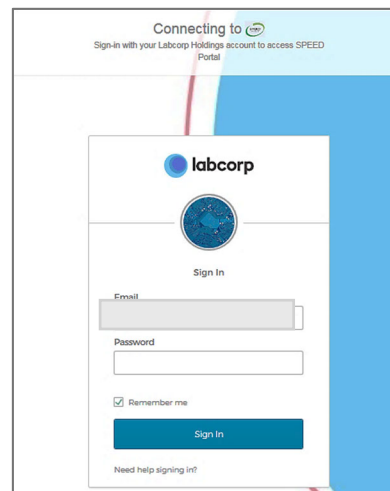 Connecting to
Sign-in with your Labcorp Holdings account to access SPEED
Portal
labcorp
Sign In
Email
Password
Remember me
Sign In
Need help signing in?